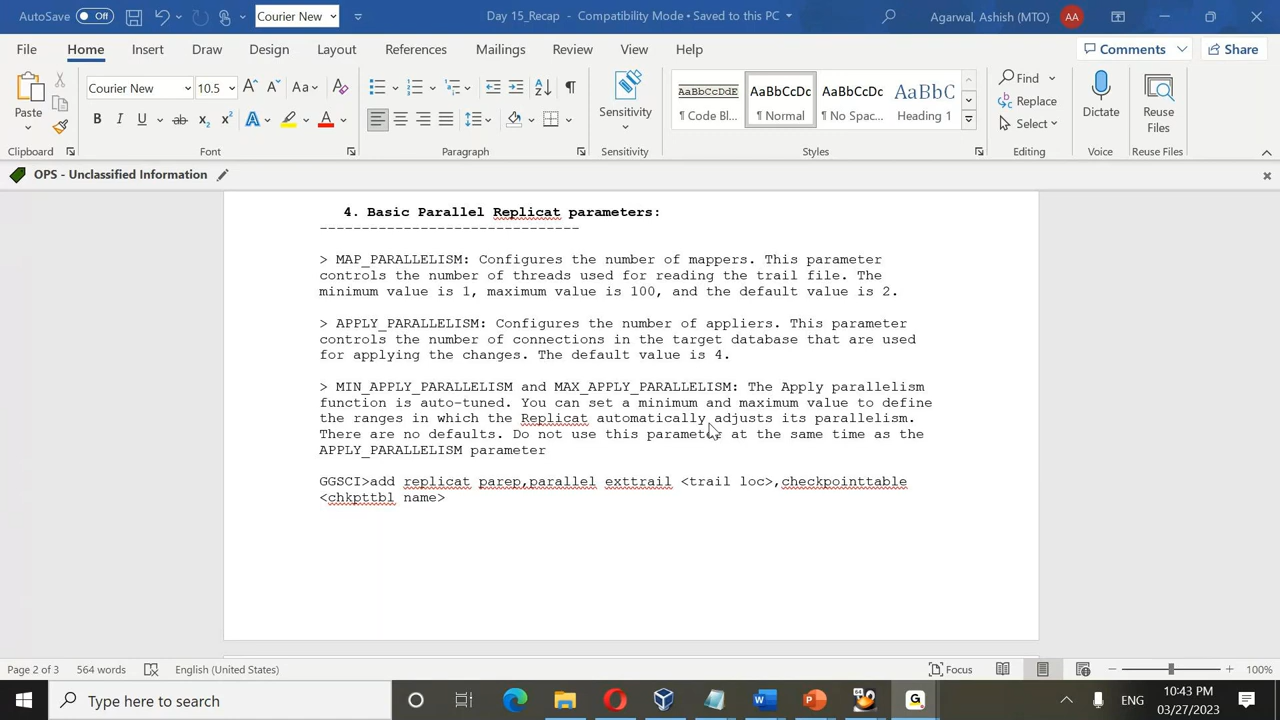 AutoSave Off Courier New Day 15_Recap - Compatibility Mode • Saved to this PC Agarwal, Ashish (MTO) AA
File Home Insert Draw Design Layout References Mailings Review View Help Comments Share
Paste Courier New 10.5 Aa Sensitivity AaBbCcDdE AaBbCcDc AaBbCcDc AaBbC Find Dictate Reuse Files
¶ Code Bl... ¶ Normal ¶ No Spac... Heading 1 Replace
Select
Clipboard Font Paragraph Sensitivity Styles Editing Voice Reuse Files
OPS - Unclassified Information
4. Basic Parallel Replicat parameters:
-------------------------------
> MAP_PARALLELISM: Configures the number of mappers. This parameter
controls the number of threads used for reading the trail file. The
minimum value is 1, maximum value is 100, and the default value is 2.
> APPLY_PARALLELISM: Configures the number of appliers. This parameter
controls the number of connections in the target database that are used
for applying the changes. The default value is 4.
> MIN_APPLY_PARALLELISM and MAX_APPLY_PARALLELISM: The Apply parallelism
function is auto-tuned. You can set a minimum and maximum value to define
the ranges in which the Replicat automatically adjusts its parallelism.
There are no defaults. Do not use this parameter at the same time as the
APPLY_PARALLELISM parameter
GGSCI>add replicat parep,parallel exttrail <trail loc>,checkpointtable
<chkpttbl name>
Page 2 of 3 564 words English (United States) Focus 100%
Type here to search ENG 10:43 PM
03/27/2023